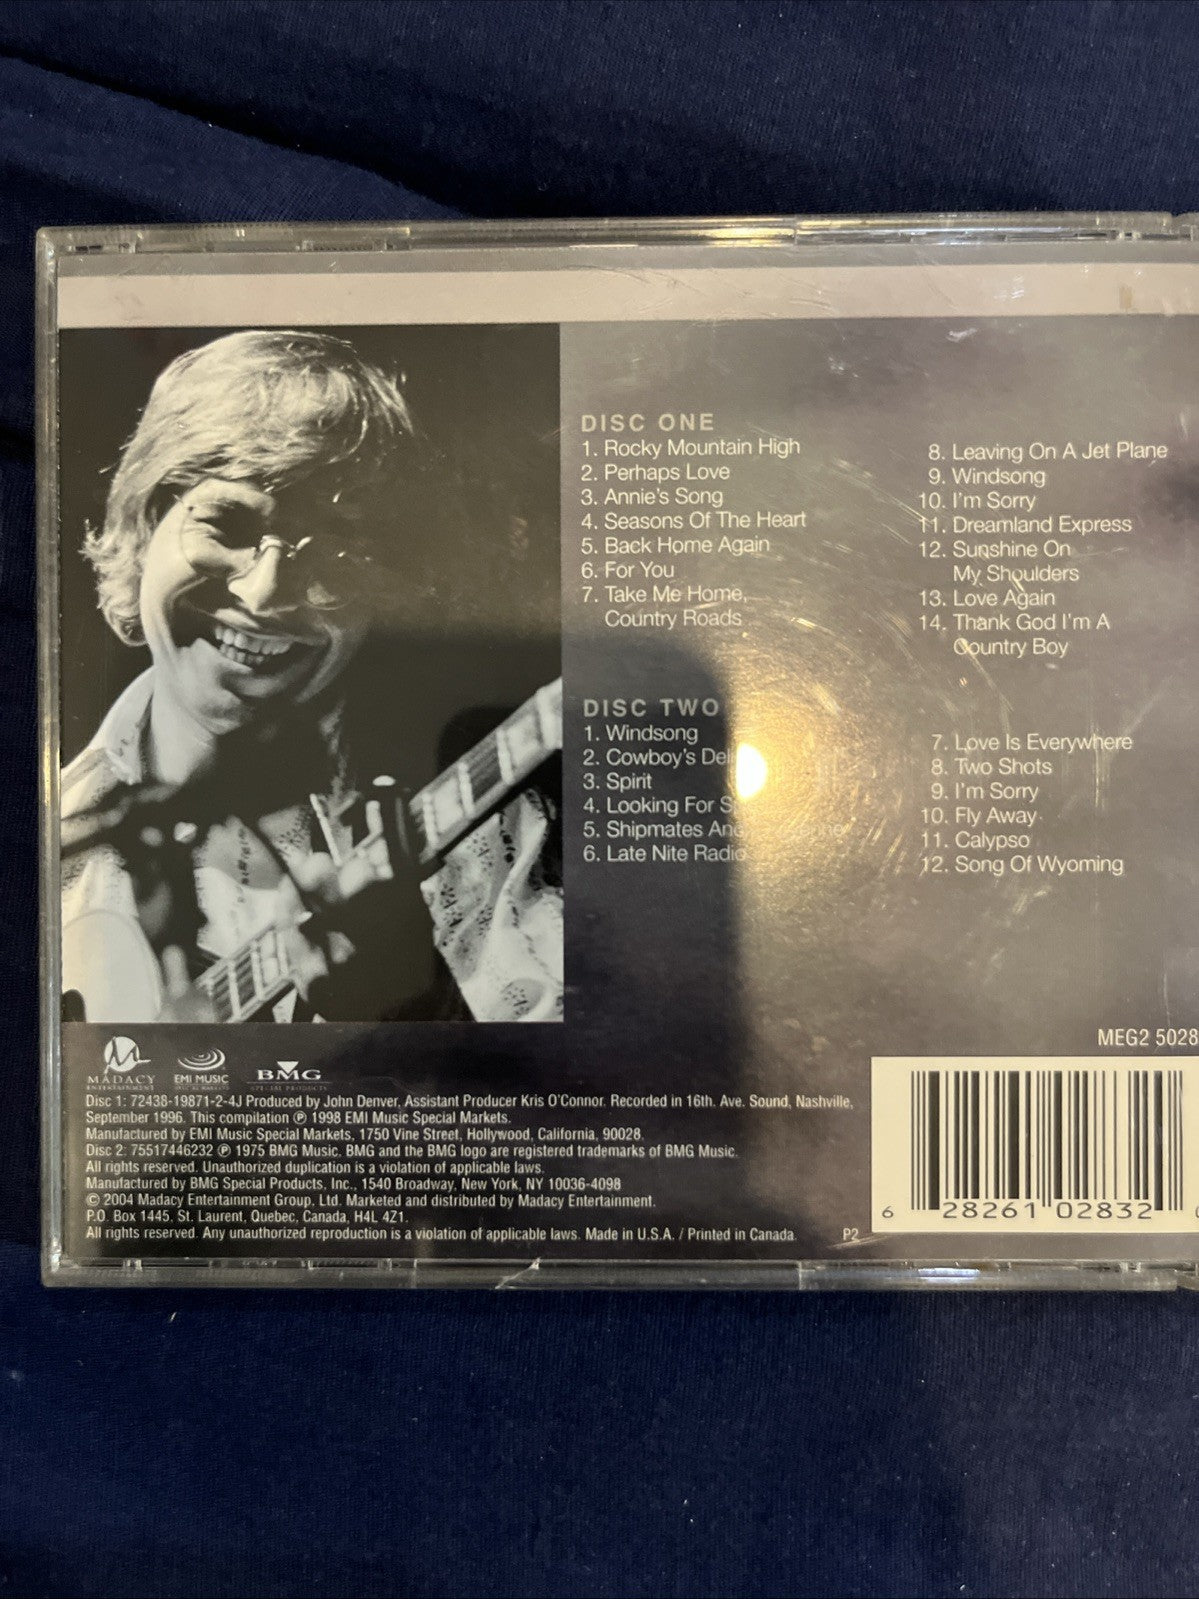 DISC ONE
1. Rocky Mountain High
2. Perhaps Love
3. Annie's Song
4. Seasons Of The Heart
5. Back Home Again
6. For You
7. Take Me Home,
Country Roads
8. Leaving On A Jet Plane
9. Windsong
10. I'm Sorry
11. Dreamland Express
12. Sunshine On
My Shoulders
13. Love Again
14. Thank God I'm A
Country Boy
DISC TWO
1. Windsong
2. Cowboy's
3. Spirit
4. Looking For
5. Shipmates And
6. Late Nite Radio
7. Love Is Everywhere
8. Two Shots
9. I'm Sorry
10. Fly Away
11. Calypso
12. Song Of Wyoming
MEG2 5028
MADACY
ENTERTAINMENT
EMI MUSIC
SPECIAL MARKETS
BMG
SPECIAL PRODUCTS
Disc 1: 72438-19871-2-4J Produced by John Denver, Assistant Producer Kris O'Connor. Recorded in 16th. Ave. Sound, Nashville,
September 1996. This compilation ℗ 1998 EMI Music Special Markets.
Manufactured by EMI Music Special Markets, 1750 Vine Street, Hollywood, California, 90028.
Disc 2: 75517446232 ℗ 1975 BMG Music. BMG and the BMG logo are registered trademarks of BMG Music.
All rights reserved. Unauthorized duplication is a violation of applicable laws.
Manufactured by BMG Special Products, Inc., 1540 Broadway, New York, NY 10036-4098
© 2004 Madacy Entertainment Group, Ltd. Marketed and distributed by Madacy Entertainment.
P.O. Box 1445, St. Laurent, Quebec, Canada, H4L 4Z1.
All rights reserved. Any unauthorized reproduction is a violation of applicable laws. Made in U.S.A. / Printed in Canada.
P2
6 28261 02832